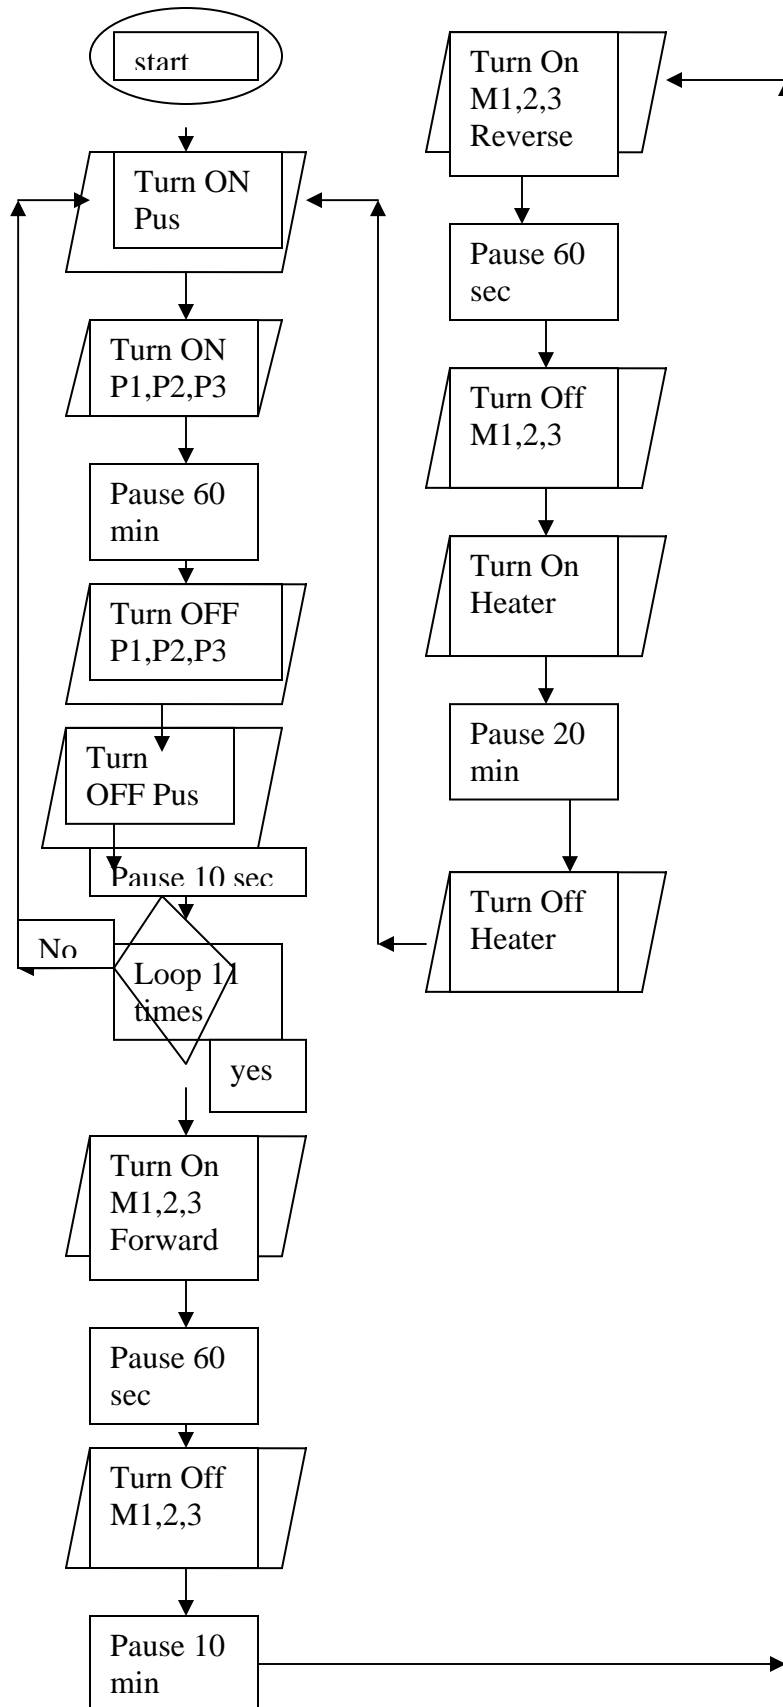 start
Turn ON
Pus
Turn ON
P1,P2,P3
Pause 60
min
Turn OFF
P1,P2,P3
Turn
OFF Pus
Pause 10 sec
No
Loop 11
times
yes
Turn On
M1,2,3
Forward
Pause 60
sec
Turn Off
M1,2,3
Pause 10
min
Turn On
M1,2,3
Reverse
Pause 60
sec
Turn Off
M1,2,3
Turn On
Heater
Pause 20
min
Turn Off
Heater